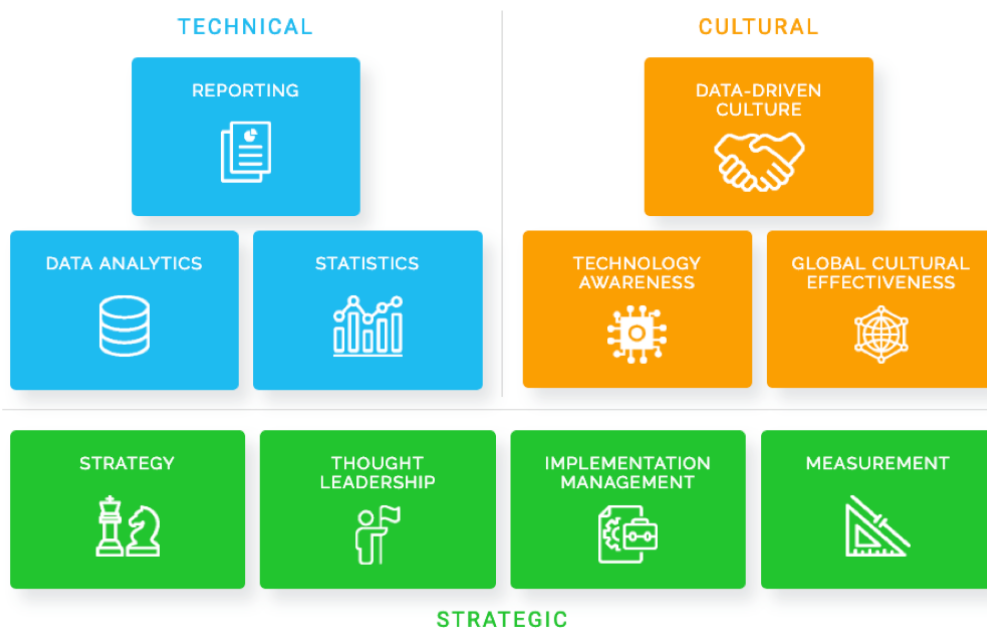 TECHNICAL
CULTURAL
REPORTING
DATA-DRIVEN
CULTURE
DATA ANALYTICS
STATISTICS
TECHNOLOGY
AWARENESS
GLOBAL CULTURAL
EFFECTIVENESS
STRATEGY
THOUGHT
LEADERSHIP
IMPLEMENTATION
MANAGEMENT
MEASUREMENT
STRATEGIC